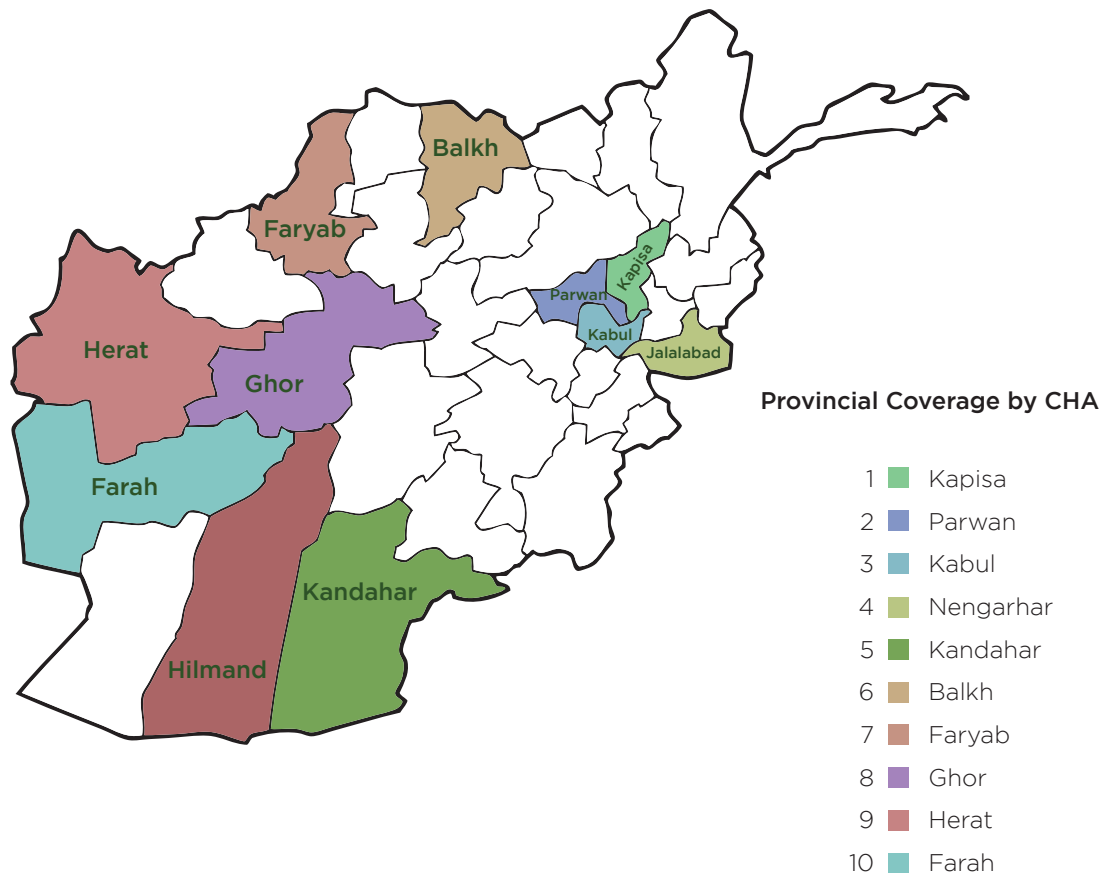 Balkh
Faryab
Kapisa
Parwan
Kabul
Jalalabad
Herat
Ghor
Farah
Kandahar
Hilmand
Provincial Coverage by CHA
1 Kapisa
2 Parwan
3 Kabul
4 Nengarhar
5 Kandahar
6 Balkh
7 Faryab
8 Ghor
9 Herat
10 Farah